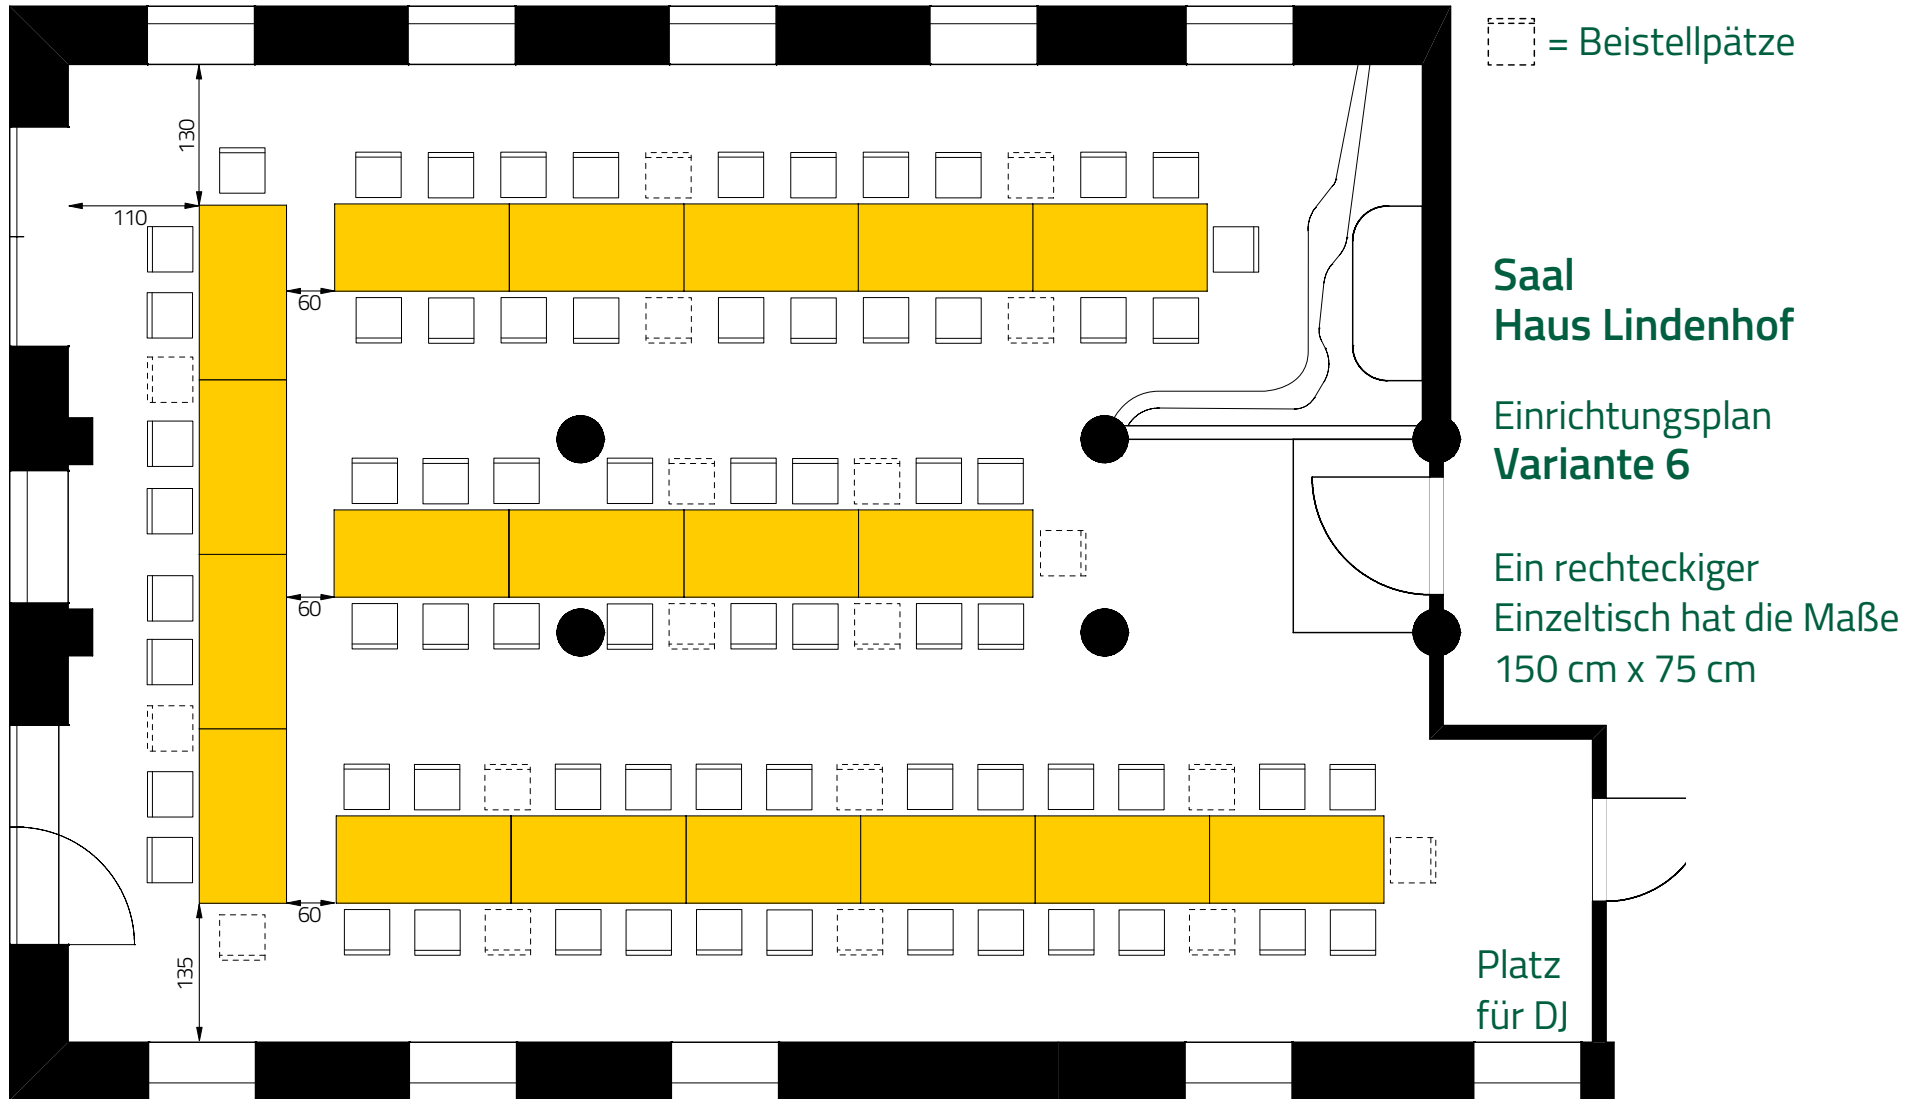 = Beistellpätze
130
110
60
Saal
Haus Lindenhof
Einrichtungsplan
Variante 6
Ein rechteckiger
Einzeltisch hat die Maße
150 cm x 75 cm
60
60
135
Platz
für DJ